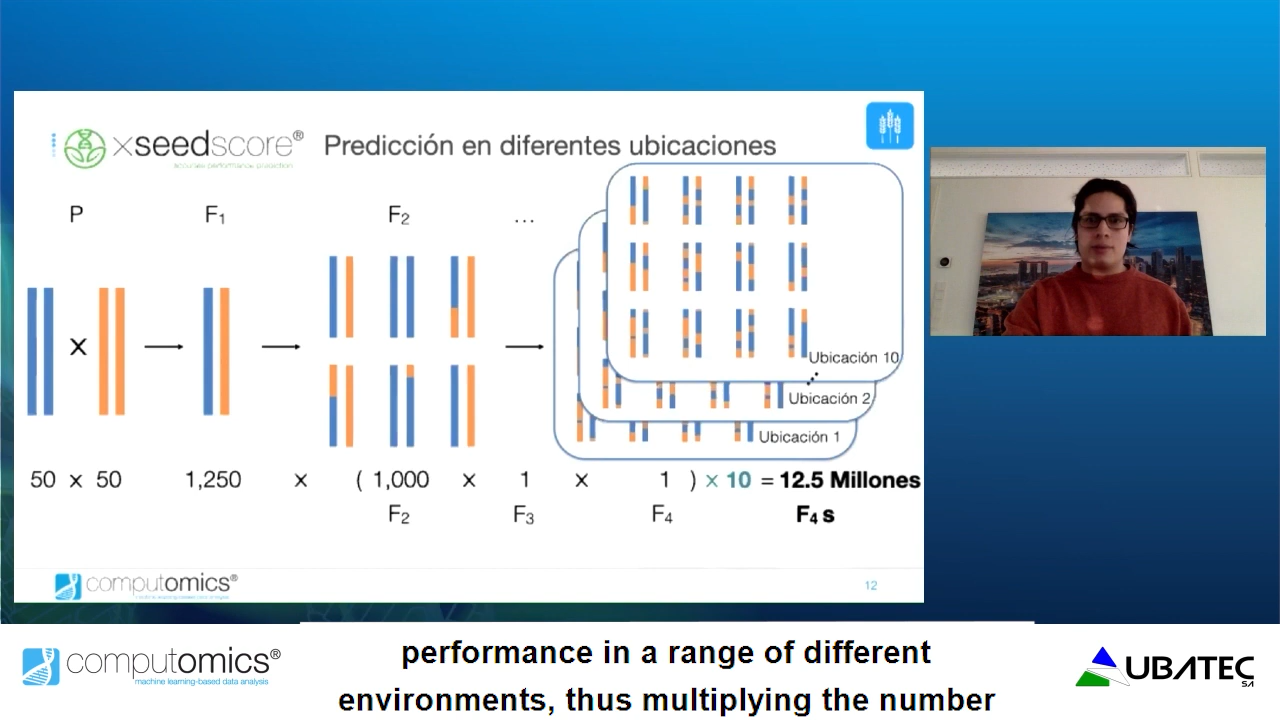 xseedscore®
accurate performance prediction
Predicción en diferentes ubicaciones
P
F₁
F₂
...
x
Ubicación 10
Ubicación 2
Ubicación 1
50 x 50 1,250 x ( 1,000 x 1 x 1 ) x 10 = 12.5 Millones
F₂ F₃ F₄ F₄ s
computomics®
12
computomics®
machine learning-based data analysis
performance in a range of different
environments, thus multiplying the number
UBATEC
SA